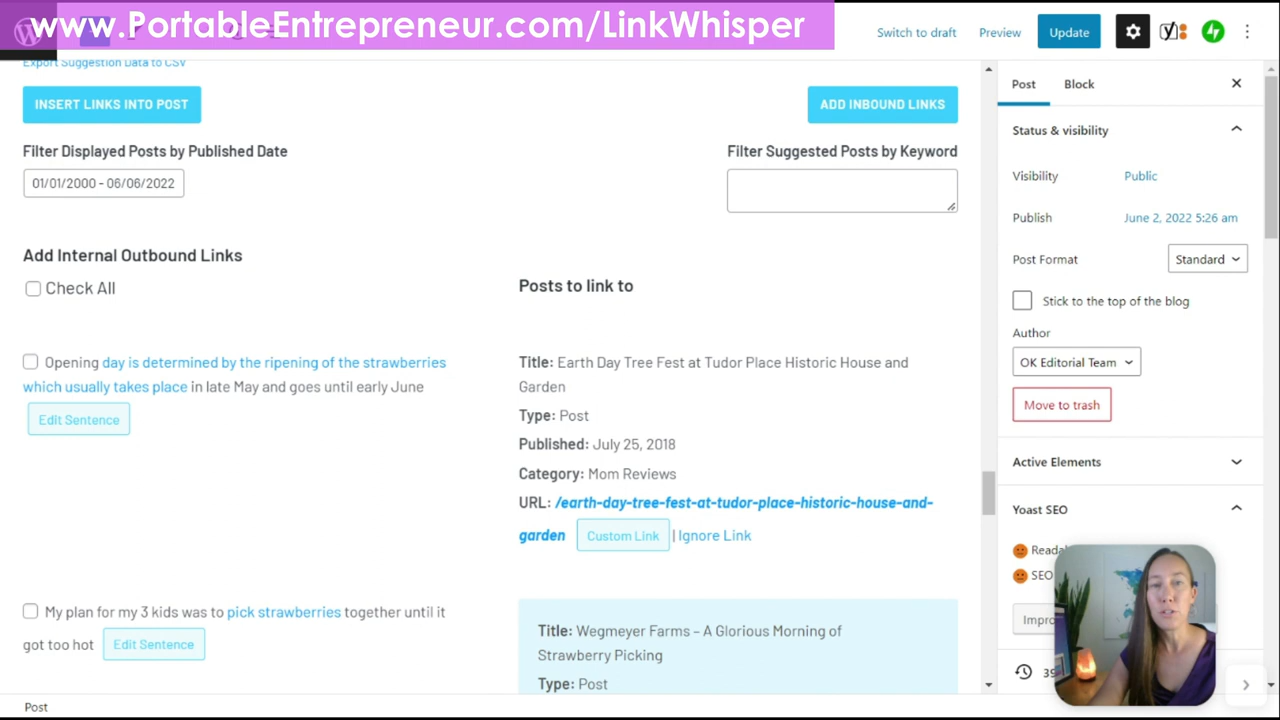 www.PortableEntrepreneur.com/LinkWhisper
Switch to draft
Preview
Update
Export Suggestion Data to CSV
INSERT LINKS INTO POST
ADD INBOUND LINKS
Filter Displayed Posts by Published Date
Filter Suggested Posts by Keyword
01/01/2000 - 06/06/2022
Add Internal Outbound Links
Check All
Posts to link to
Opening day is determined by the ripening of the strawberries
which usually takes place in late May and goes until early June
Edit Sentence
Title: Earth Day Tree Fest at Tudor Place Historic House and
Garden
Type: Post
Published: July 25, 2018
Category: Mom Reviews
URL: /earth-day-tree-fest-at-tudor-place-historic-house-and-
garden Custom Link | Ignore Link
My plan for my 3 kids was to pick strawberries together until it
got too hot Edit Sentence
Title: Wegmeyer Farms – A Glorious Morning of
Strawberry Picking
Type: Post
Post
Block
Status & visibility
Visibility Public
Publish June 2, 2022 5:26 am
Post Format Standard
Stick to the top of the blog
Author
OK Editorial Team
Move to trash
Active Elements
Yoast SEO
SEO
Post